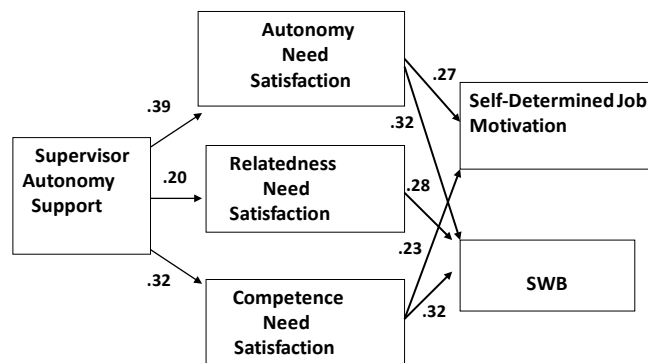 Autonomy
Need
Satisfaction
.27
.39
Self-Determined Job
Motivation
.32
Supervisor
Autonomy
Support
.20
Relatedness
Need
Satisfaction
.28
.23
.32
Competence
Need
Satisfaction
.32
SWB